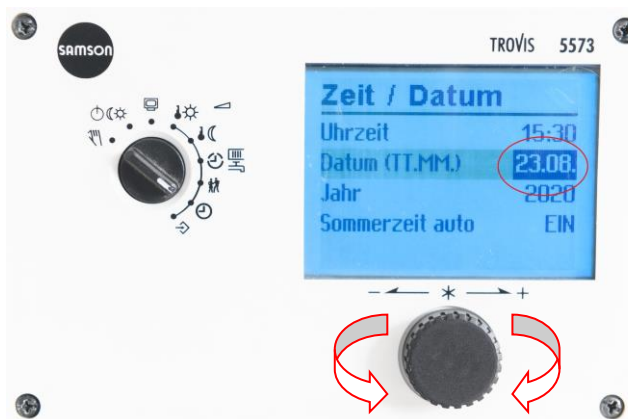 SAMSON
TROVIS 5573
Zeit / Datum
Uhrzeit 15:30
Datum (TT.MM.) 23.08.
Jahr 2020
Sommerzeit auto EIN
- * +